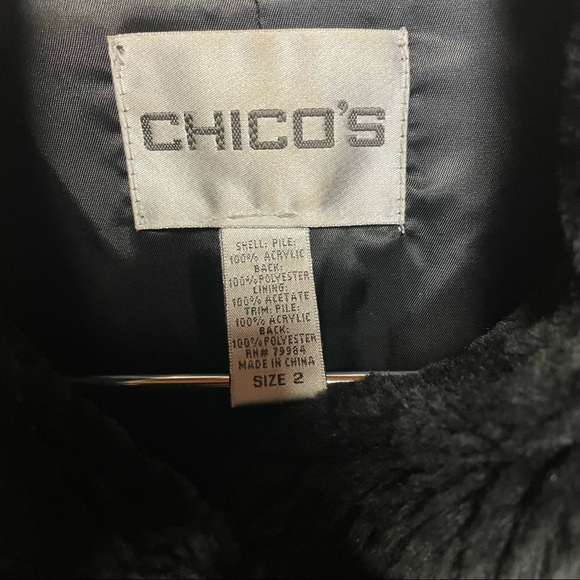 CHICO'S
SHELL: PILE:
100% ACRYLIC
BACK:
100% POLYESTER
LINING:
100% ACETATE
TRIM: PILE:
100% ACRYLIC
BACK:
100% POLYESTER
RN# 79984
MADE IN CHINA
SIZE 2